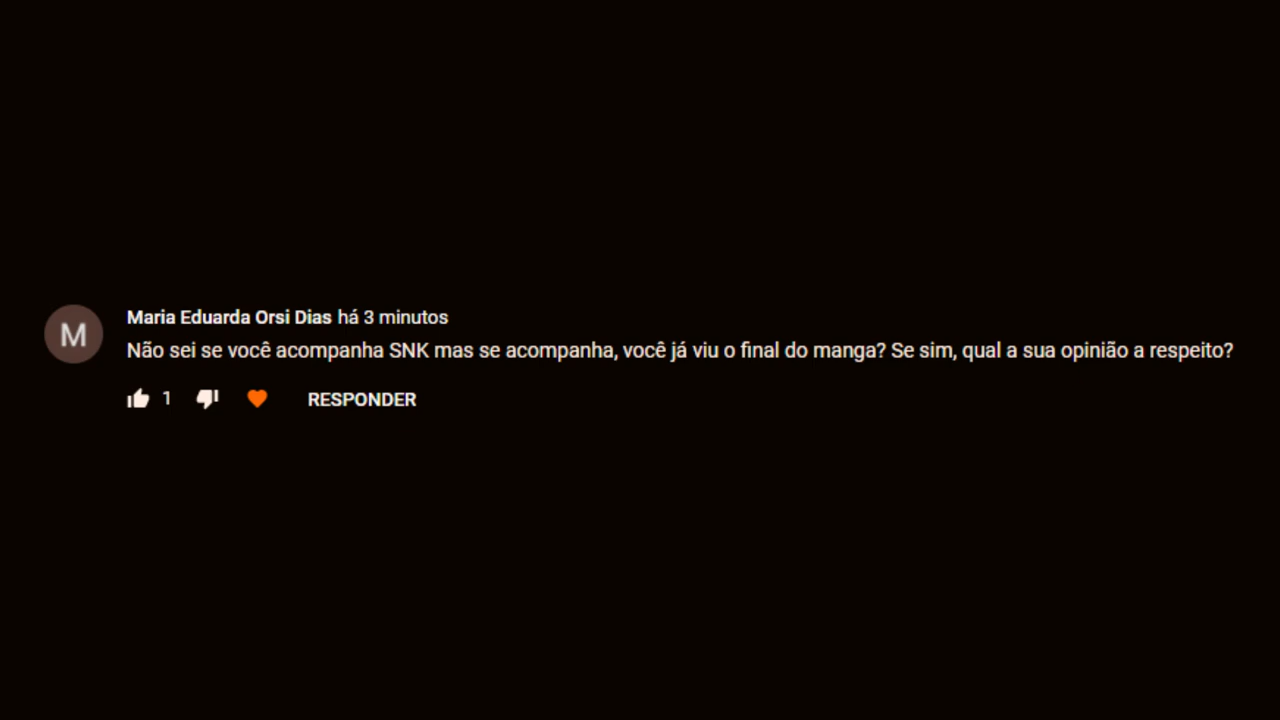 M
Maria Eduarda Orsi Dias há 3 minutos
Não sei se você acompanha SNK mas se acompanha, você já viu o final do manga? Se sim, qual a sua opinião a respeito?
1 RESPONDER